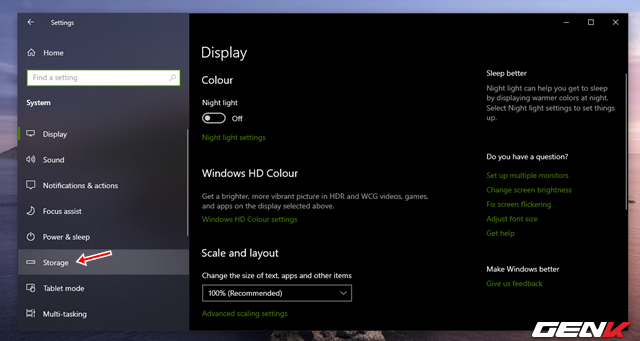 Settings
Home
Find a setting
System
Display
Sound
Notifications & actions
Focus assist
Power & sleep
Storage
Tablet mode
Multi-tasking
Display
Colour
Night light
Off
Night light settings
Windows HD Colour
Get a brighter, more vibrant picture in HDR and WCG videos, games,
and apps on the display selected above.
Windows HD Colour settings
Scale and layout
Change the size of text, apps and other items
100% (Recommended)
Advanced scaling settings
Sleep better
Night light can help you get to sleep
by displaying warmer colors at night.
Select Night light settings to set things
up.
Do you have a question?
Set up multiple monitors
Change screen brightness
Fix screen flickering
Adjust font size
Get help
Make Windows better
Give us feedback
GENK